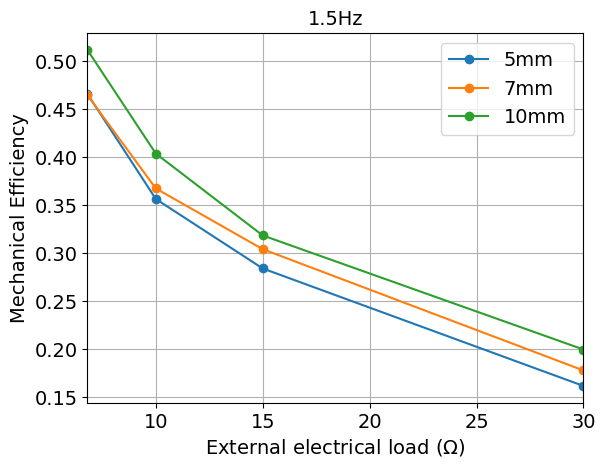 1.5Hz
0.50
0.45
0.40
0.35
0.30
0.25
0.20
0.15
Mechanical Efficiency
5mm
7mm
10mm
10 15 20 25 30
External electrical load (Ω)